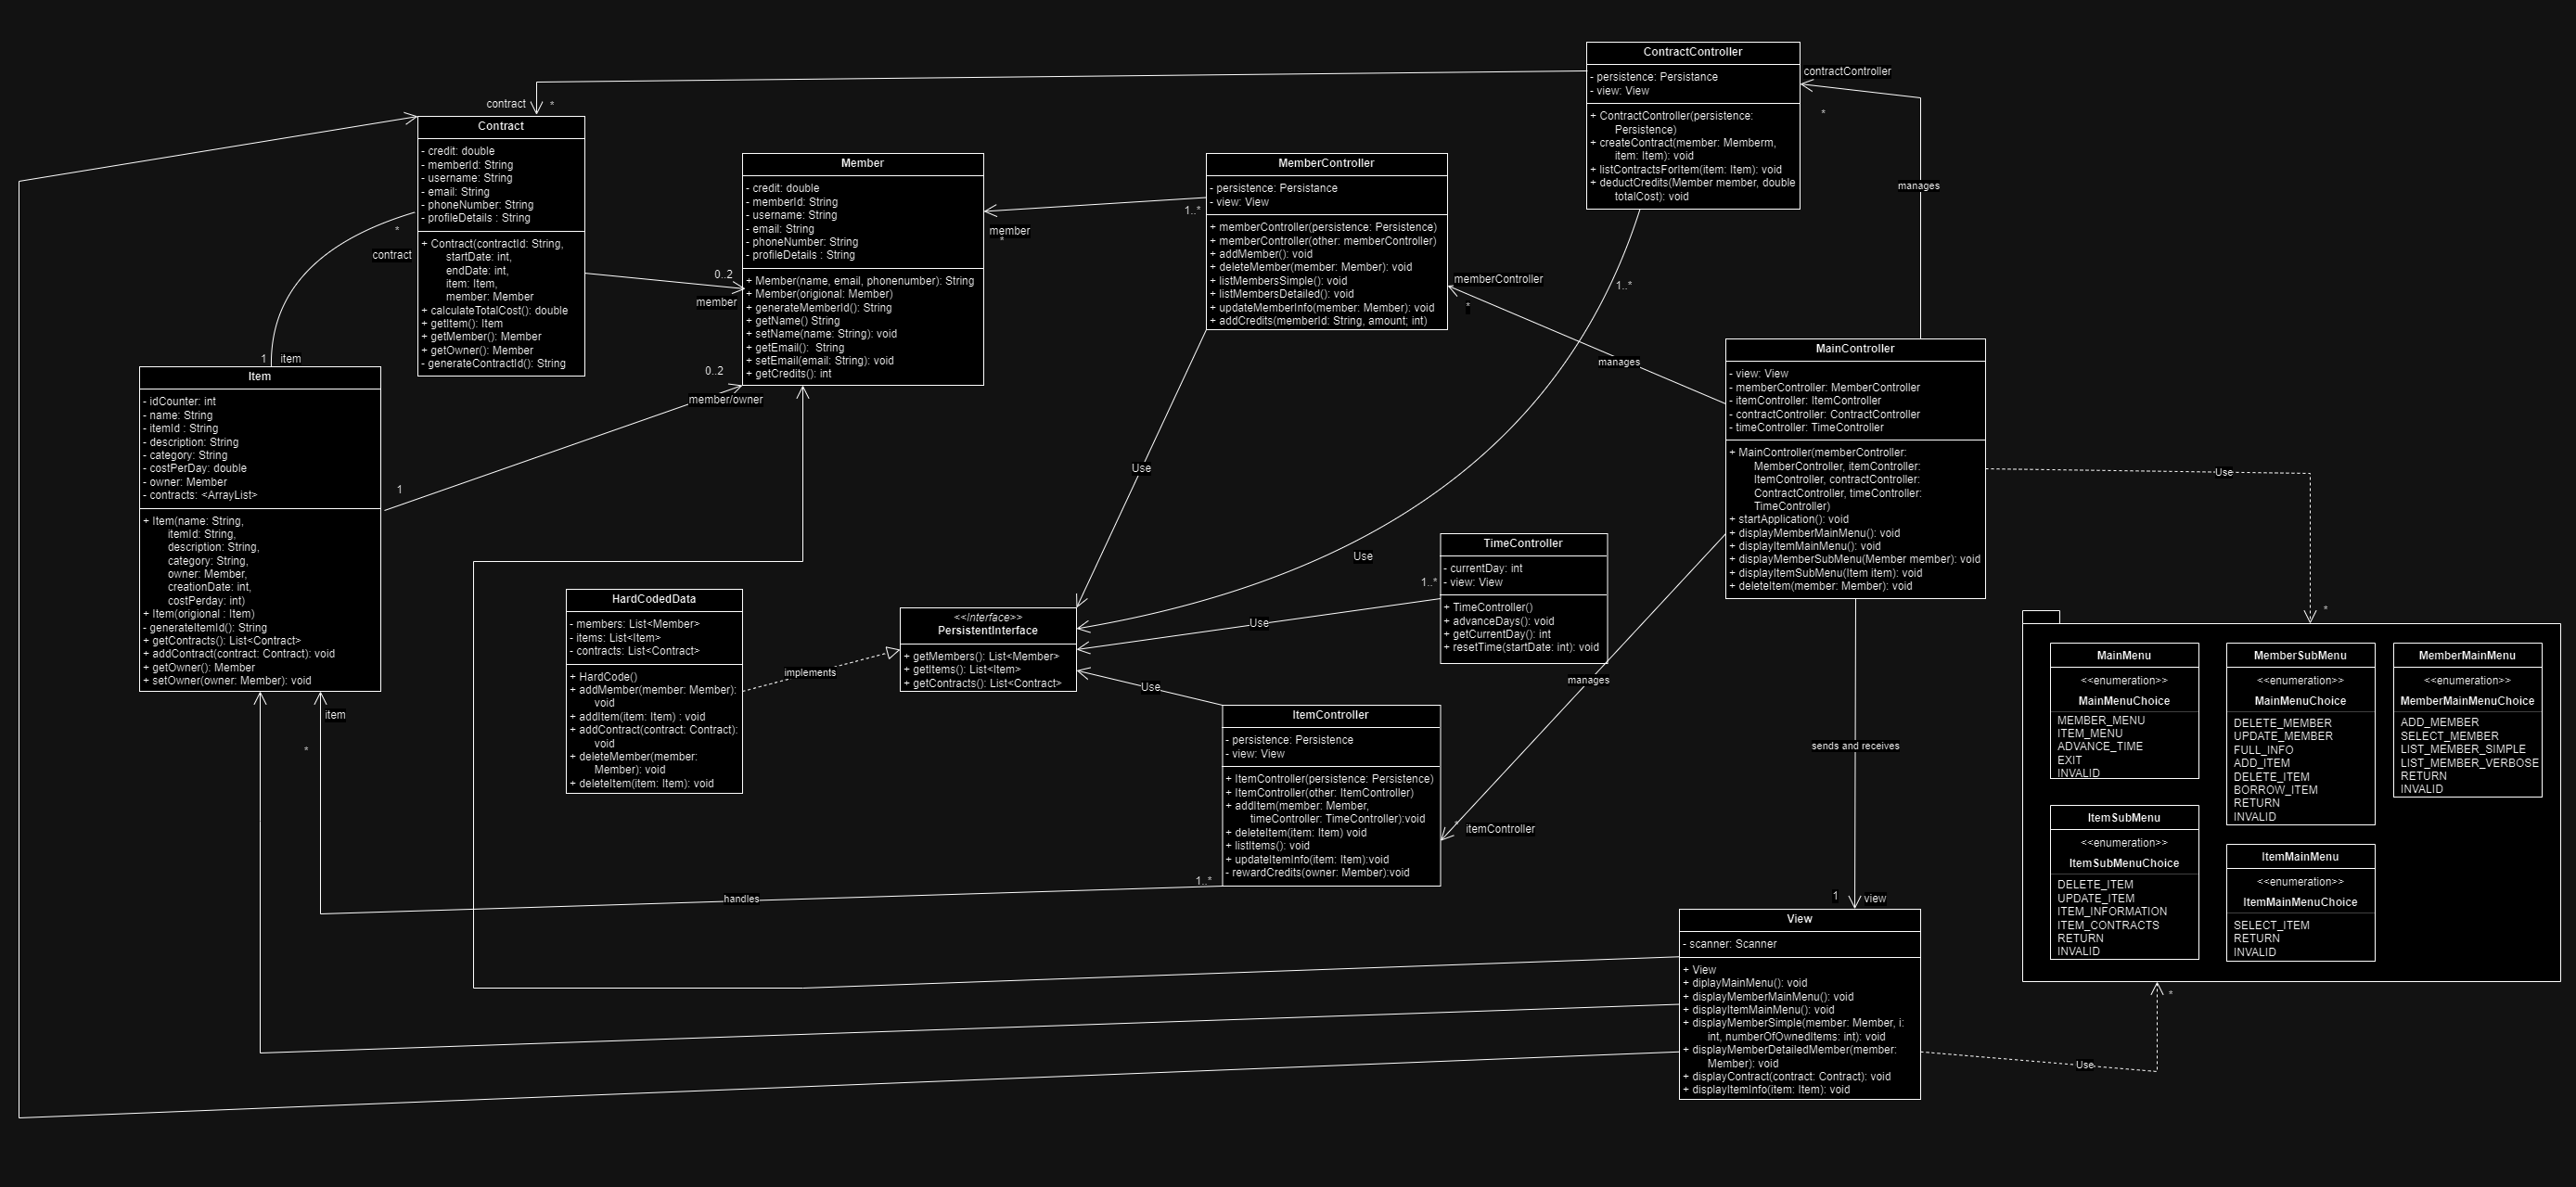 ContractController
- persistence: Persistance
- view: View
+ ContractController(persistence:
Persistence)
+ createContract(member: Memberm,
item: Item): void
+ listContractsForItem(item: Item): void
+ deductCredits(Member member, double
totalCost): void
contractController
*
manages
contract
*
Contract
- credit: double
- memberId: String
- username: String
- email: String
- phoneNumber: String
- profileDetails : String
+ Contract(contractId: String,
startDate: int,
endDate: int,
item: Item,
member: Member
+ calculateTotalCost(): double
+ getItem(): Item
+ getMember(): Member
+ getOwner(): Member
- generateContractId(): String
*
contract
1
item
0..2
member
0..2
member/owner
1
Member
- credit: double
- memberId: String
- username: String
- email: String
- phoneNumber: String
- profileDetails : String
+ Member(name, email, phonenumber): String
+ Member(origional: Member)
+ generateMemberId(): String
+ getName() String
+ setName(name: String): void
+ getEmail():  String
+ setEmail(email: String): void
+ getCredits(): int
1..*
member
*
MemberController
- persistence: Persistance
- view: View
+ memberController(persistence: Persistence)
+ memberController(other: memberController)
+ addMember(): void
+ deleteMember(member: Member): void
+ listMembersSimple(): void
+ listMembersDetailed(): void
+ updateMemberInfo(member: Member): void
+ addCredits(memberId: String, amount; int)
memberController
*
1..*
manages
MainController
- view: View
- memberController: MemberController
- itemController: ItemController
- contractController: ContractController
- timeController: TimeController
+ MainController(memberController:
MemberController, itemController:
ItemController, contractController:
ContractController, timeController:
TimeController)
+ startApplication(): void
+ displayMemberMainMenu(): void
+ displayItemMainMenu(): void
+ displayMemberSubMenu(Member member): void
+ displayItemSubMenu(Item item): void
+ deleteItem(member: Member): void
Use
*
Item
- idCounter: int
- name: String
- itemId : String
- description: String
- category: String
- costPerDay: double
- owner: Member
- contracts: <ArrayList>
+ Item(name: String,
itemId: String,
description: String,
category: String,
owner: Member,
creationDate: int,
costPerday: int)
+ Item(origional : Item)
- generateItemId(): String
+ getContracts(): List<Contract>
+ addContract(contract: Contract): void
+ getOwner(): Member
+ setOwner(owner: Member): void
item
*
Use
Use
TimeController
- currentDay: int
- view: View
+ TimeController()
+ advanceDays(): void
+ getCurrentDay(): int
+ resetTime(startDate: int): void
1..*
Use
HardCodedData
- members: List<Member>
- items: List<Item>
- contracts: List<Contract>
+ HardCode()
+ addMember(member: Member):
void
+ addItem(item: Item) : void
+ addContract(contract: Contract):
void
+ deleteMember(member:
Member): void
+ deleteItem(item: Item): void
implements
<<Interface>>
PersistentInterface
+ getMembers(): List<Member>
+ getItems(): List<Item>
+ getContracts(): List<Contract>
Use
manages
ItemController
- persistence: Persistence
- view: View
+ ItemController(persistence: Persistence)
+ ItemController(other: ItemController)
+ addItem(member: Member,
timeController: TimeController):void
+ deleteItem(item: Item) void
+ listItems(): void
+ updateItemInfo(item: Item):void
- rewardCredits(owner: Member):void
*
itemController
1..*
handles
sends and receives
1
view
View
- scanner: Scanner
+ View
+ diplayMainMenu(): void
+ displayMemberMainMenu(): void
+ displayItemMainMenu(): void
+ displayMemberSimple(member: Member, i:
int, numberOfOwnedItems: int): void
+ displayMemberDetailedMember(member:
Member): void
+ displayContract(contract: Contract): void
+ displayItemInfo(item: Item): void
Use
*
MainMenu
<<enumeration>>
MainMenuChoice
MEMBER_MENU
ITEM_MENU
ADVANCE_TIME
EXIT
INVALID
MemberSubMenu
<<enumeration>>
MainMenuChoice
DELETE_MEMBER
UPDATE_MEMBER
FULL_INFO
ADD_ITEM
DELETE_ITEM
BORROW_ITEM
RETURN
INVALID
MemberMainMenu
<<enumeration>>
MemberMainMenuChoice
ADD_MEMBER
SELECT_MEMBER
LIST_MEMBER_SIMPLE
LIST_MEMBER_VERBOSE
RETURN
INVALID
ItemSubMenu
<<enumeration>>
ItemSubMenuChoice
DELETE_ITEM
UPDATE_ITEM
ITEM_INFORMATION
ITEM_CONTRACTS
RETURN
INVALID
ItemMainMenu
<<enumeration>>
ItemMainMenuChoice
SELECT_ITEM
RETURN
INVALID